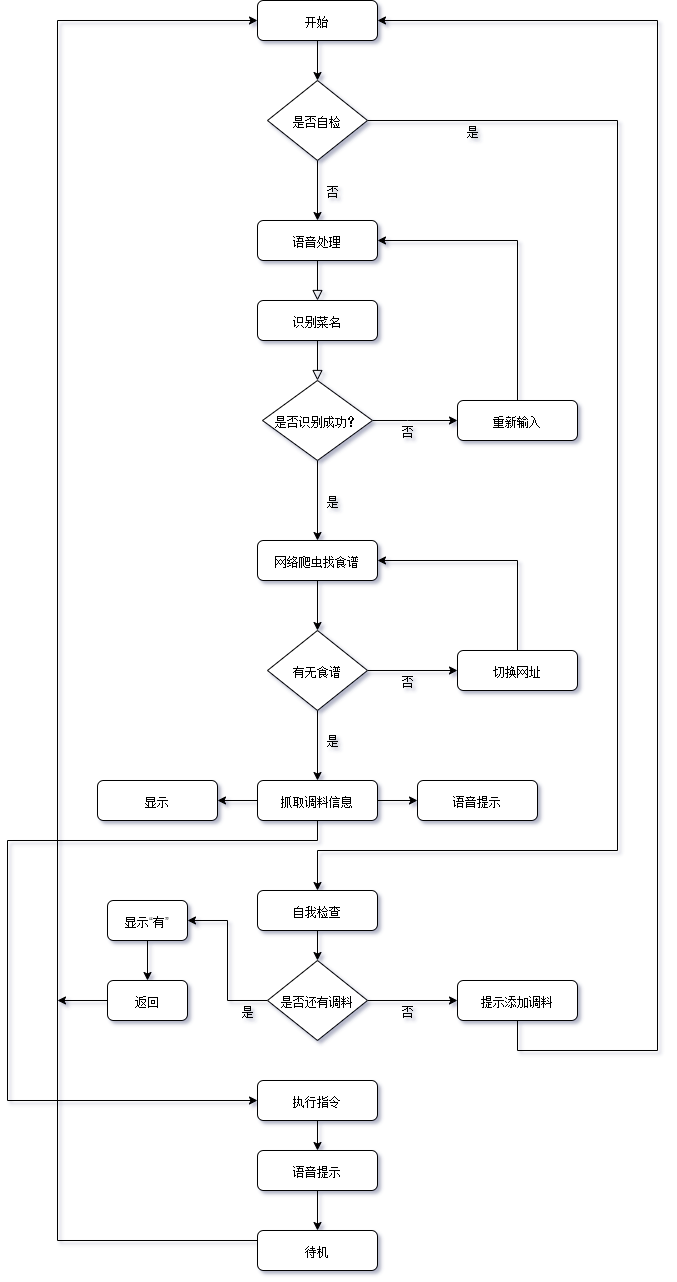 开始
是否自检
是
否
语音处理
识别菜名
是否识别成功？
否
重新输入
是
网络爬虫找食谱
有无食谱
否
切换网址
是
显示
抓取调料信息
语音提示
自我检查
显示“有”
返回
是
是否还有调料
否
提示添加调料
执行指令
语音提示
待机